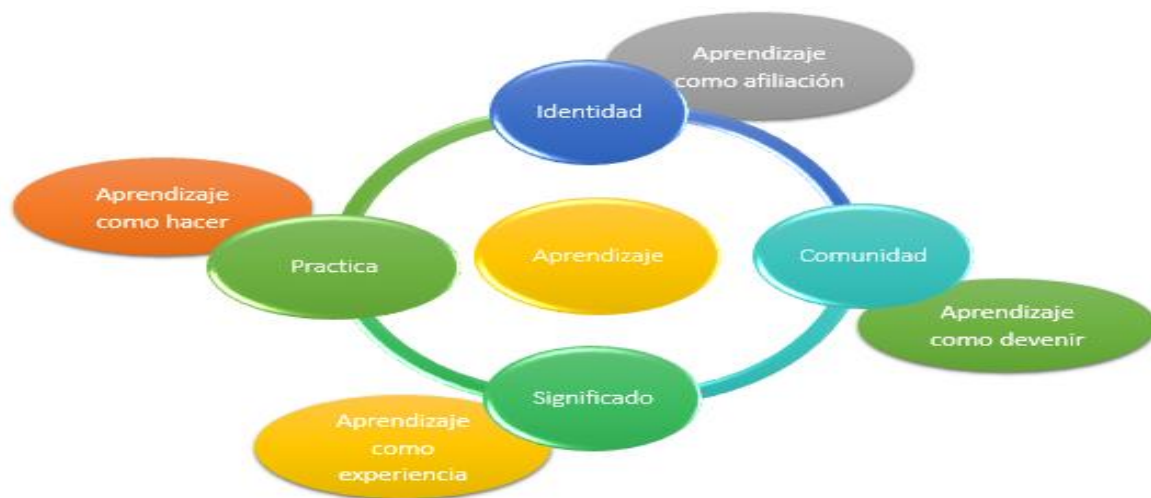 Aprendizaje
como afiliación
Identidad
Aprendizaje
como hacer
Practica
Aprendizaje
Comunidad
Aprendizaje
como devenir
Significado
Aprendizaje
como
experiencia